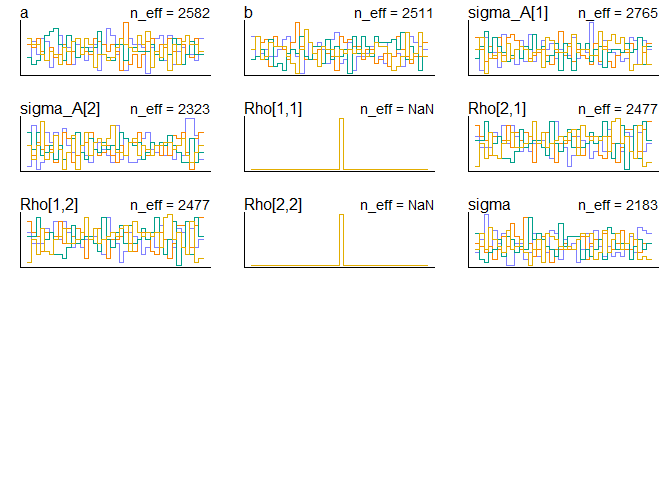 a n_eff = 2582
b n_eff = 2511
sigma_A[1] n_eff = 2765
sigma_A[2] n_eff = 2323
Rho[1,1] n_eff = NaN
Rho[2,1] n_eff = 2477
Rho[1,2] n_eff = 2477
Rho[2,2] n_eff = NaN
sigma n_eff = 2183